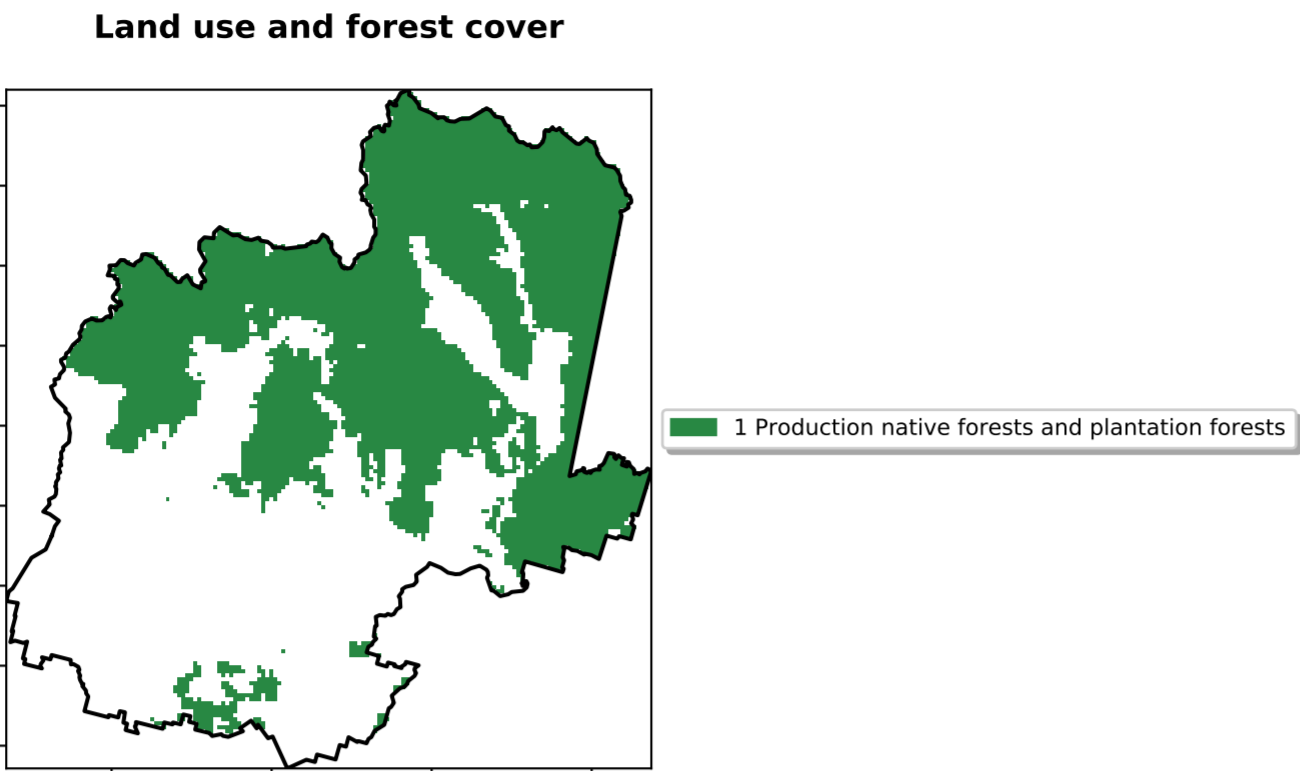 Land use and forest cover
1 Production native forests and plantation forests